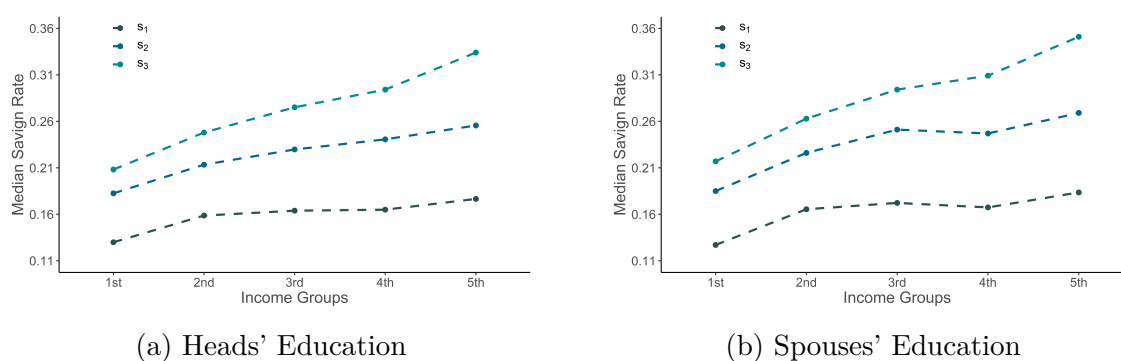 0.36
0.31
0.26
0.21
0.16
0.11
Median Savign Rate
s₁
s₂
s₃
1st 2nd 3rd 4th 5th
Income Groups
(a) Heads' Education
0.36
0.31
0.26
0.21
0.16
0.11
Median Savign Rate
s₁
s₂
s₃
1st 2nd 3rd 4th 5th
Income Groups
(b) Spouses' Education